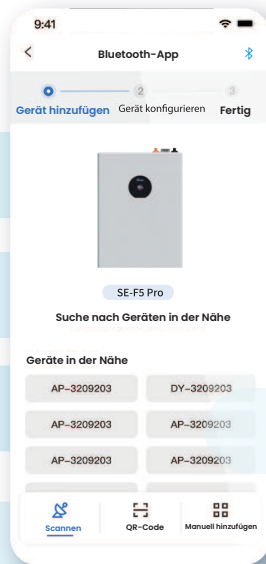 9:41
Bluetooth-App
1 2 3
Gerät hinzufügen Gerät konfigurieren Fertig
SE-F5 Pro
Suche nach Geräten in der Nähe
Geräte in der Nähe
AP-3209203 DY-3209203
AP-3209203 AP-3209203
AP-3209203 AP-3209203
Scannen QR-Code Manuell hinzufügen